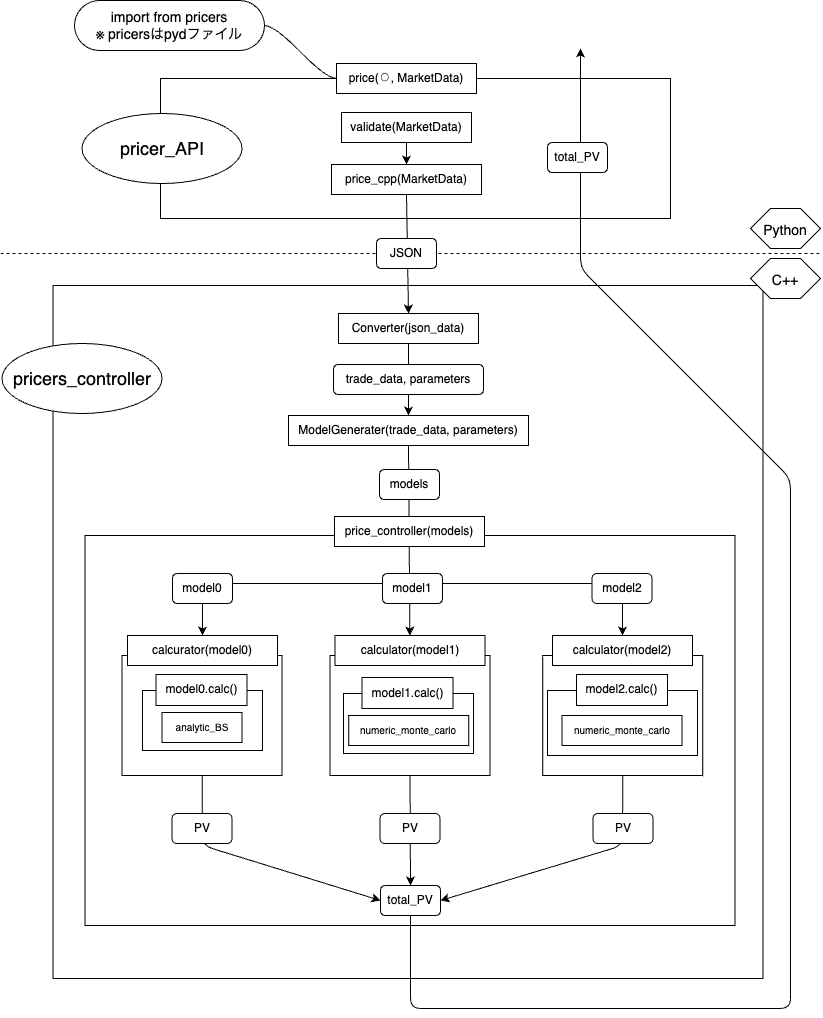 import from pricers
※ pricersはpydファイル
price(○, MarketData)
validate(MarketData)
pricer_API
total_PV
price_cpp(MarketData)
Python
JSON
C++
Converter(json_data)
pricers_controller
trade_data, parameters
ModelGenerater(trade_data, parameters)
models
price_controller(models)
model0
model1
model2
calcurator(model0)
calculator(model1)
calculator(model2)
model0.calc()
model1.calc()
model2.calc()
analytic_BS
numeric_monte_carlo
numeric_monte_carlo
PV
PV
PV
total_PV